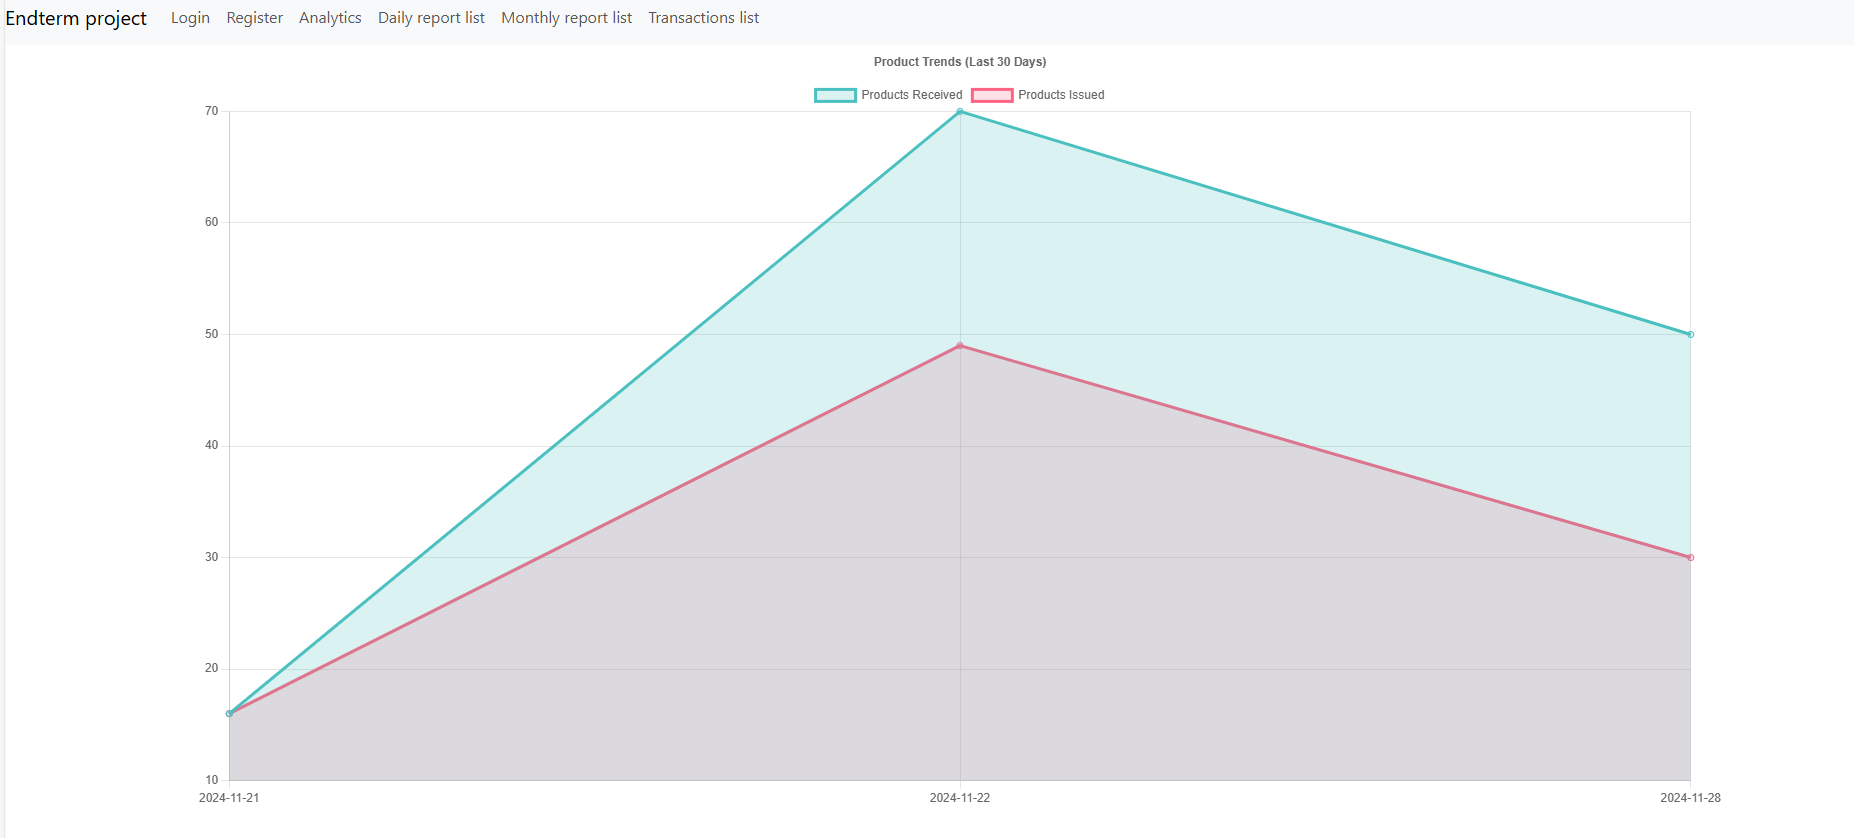 Endterm project Login Register Analytics Daily report list Monthly report list Transactions list
Product Trends (Last 30 Days)
Products Received Products Issued
70
60
50
40
30
20
10
2024-11-21 2024-11-22 2024-11-28